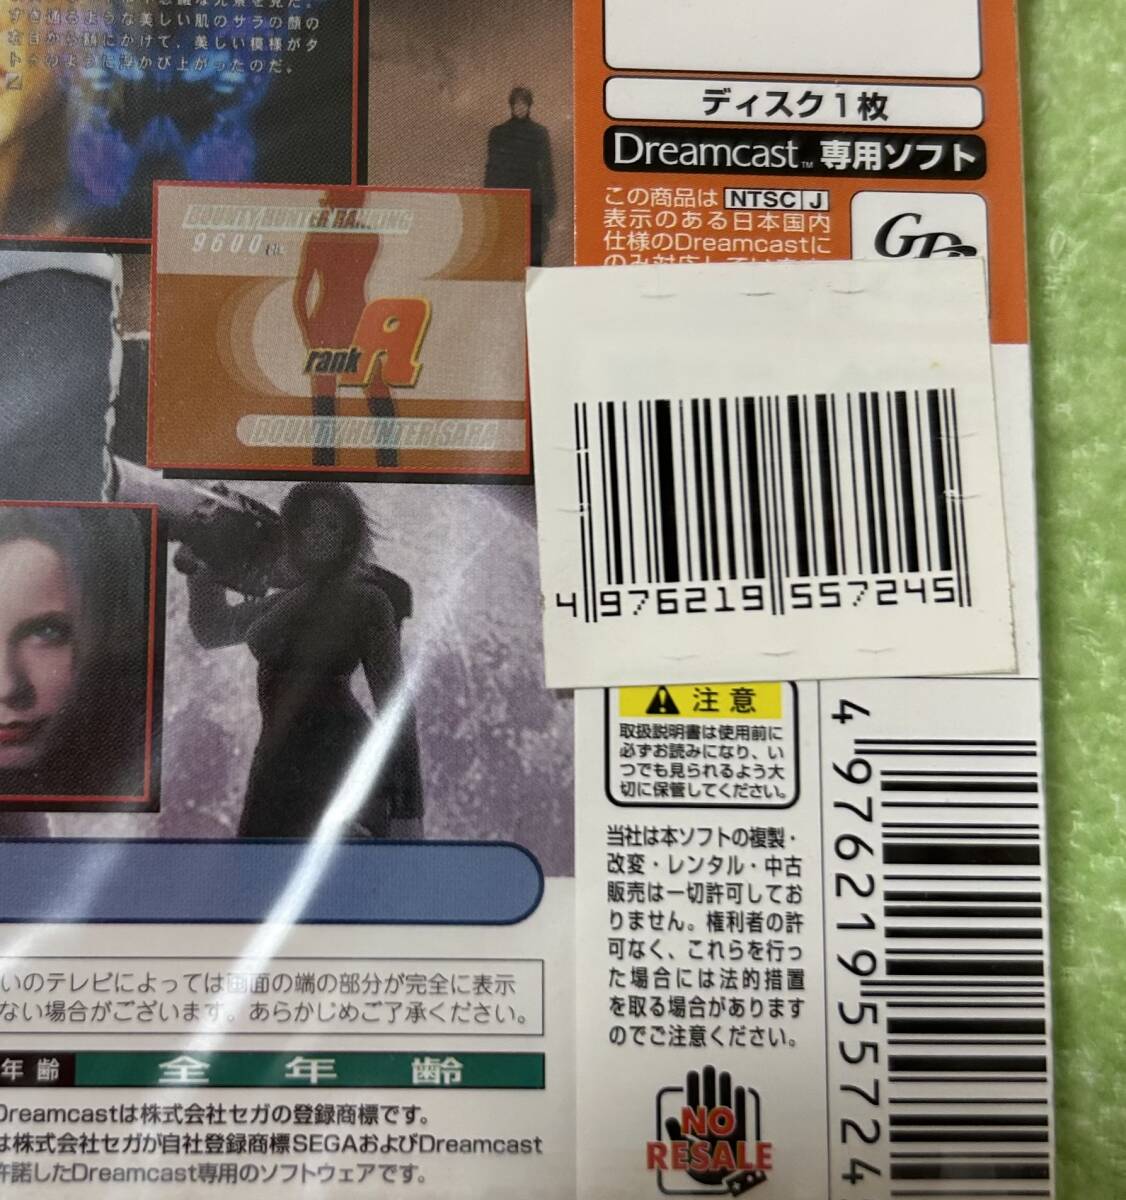 すき通るような美しい肌のサラの顔の
右目から額にかけて、美しい模様がタ
トゥのように浮かび上がったのだ。
BOUNTY HUNTER RANKING
9600
rank A
BOUNTY HUNTER SARA
ディスク1枚
Dreamcast™ 専用ソフト
この商品は NTSC J
表示のある日本国内
仕様のDreamcastに
のみ対応しています
GD
4 976219 557245
注意
取扱説明書は使用前に
必ずお読みになり、い
つでも見られるよう大
切に保管してください。
当社は本ソフトの複製・
改変・レンタル・中古
販売は一切許可してお
りません。権利者の許
可なく、これらを行っ
た場合には法的措置
を取る場合があります
のでご注意ください。
NO
RESALE
4 976219 55724
いのテレビによっては画面の端の部分が完全に表示
ない場合がございます。あらかじめご了承ください。
年齢 全年齢
Dreamcastは株式会社セガの登録商標です。
は株式会社セガが自社登録商標SEGAおよびDreamcast
許諾したDreamcast専用のソフトウェアです。